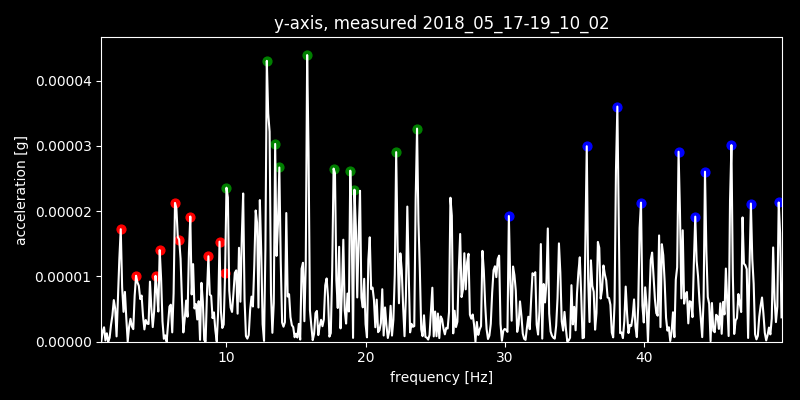 y-axis, measured 2018_05_17-19_10_02
0.00004
0.00003
0.00002
0.00001
0.00000
acceleration [g]
10 20 30 40
frequency [Hz]